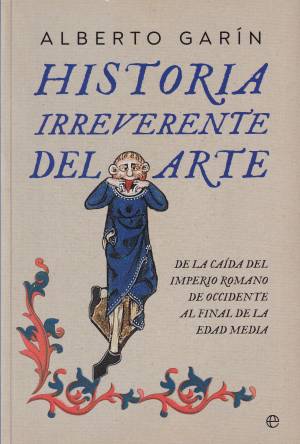 ALBERTO GARÍN
HISTORIA
IRREVERENTE
DEL ARTE
DE LA CAÍDA DEL
IMPERIO ROMANO
DE OCCIDENTE
AL FINAL DE LA
EDAD MEDIA
e